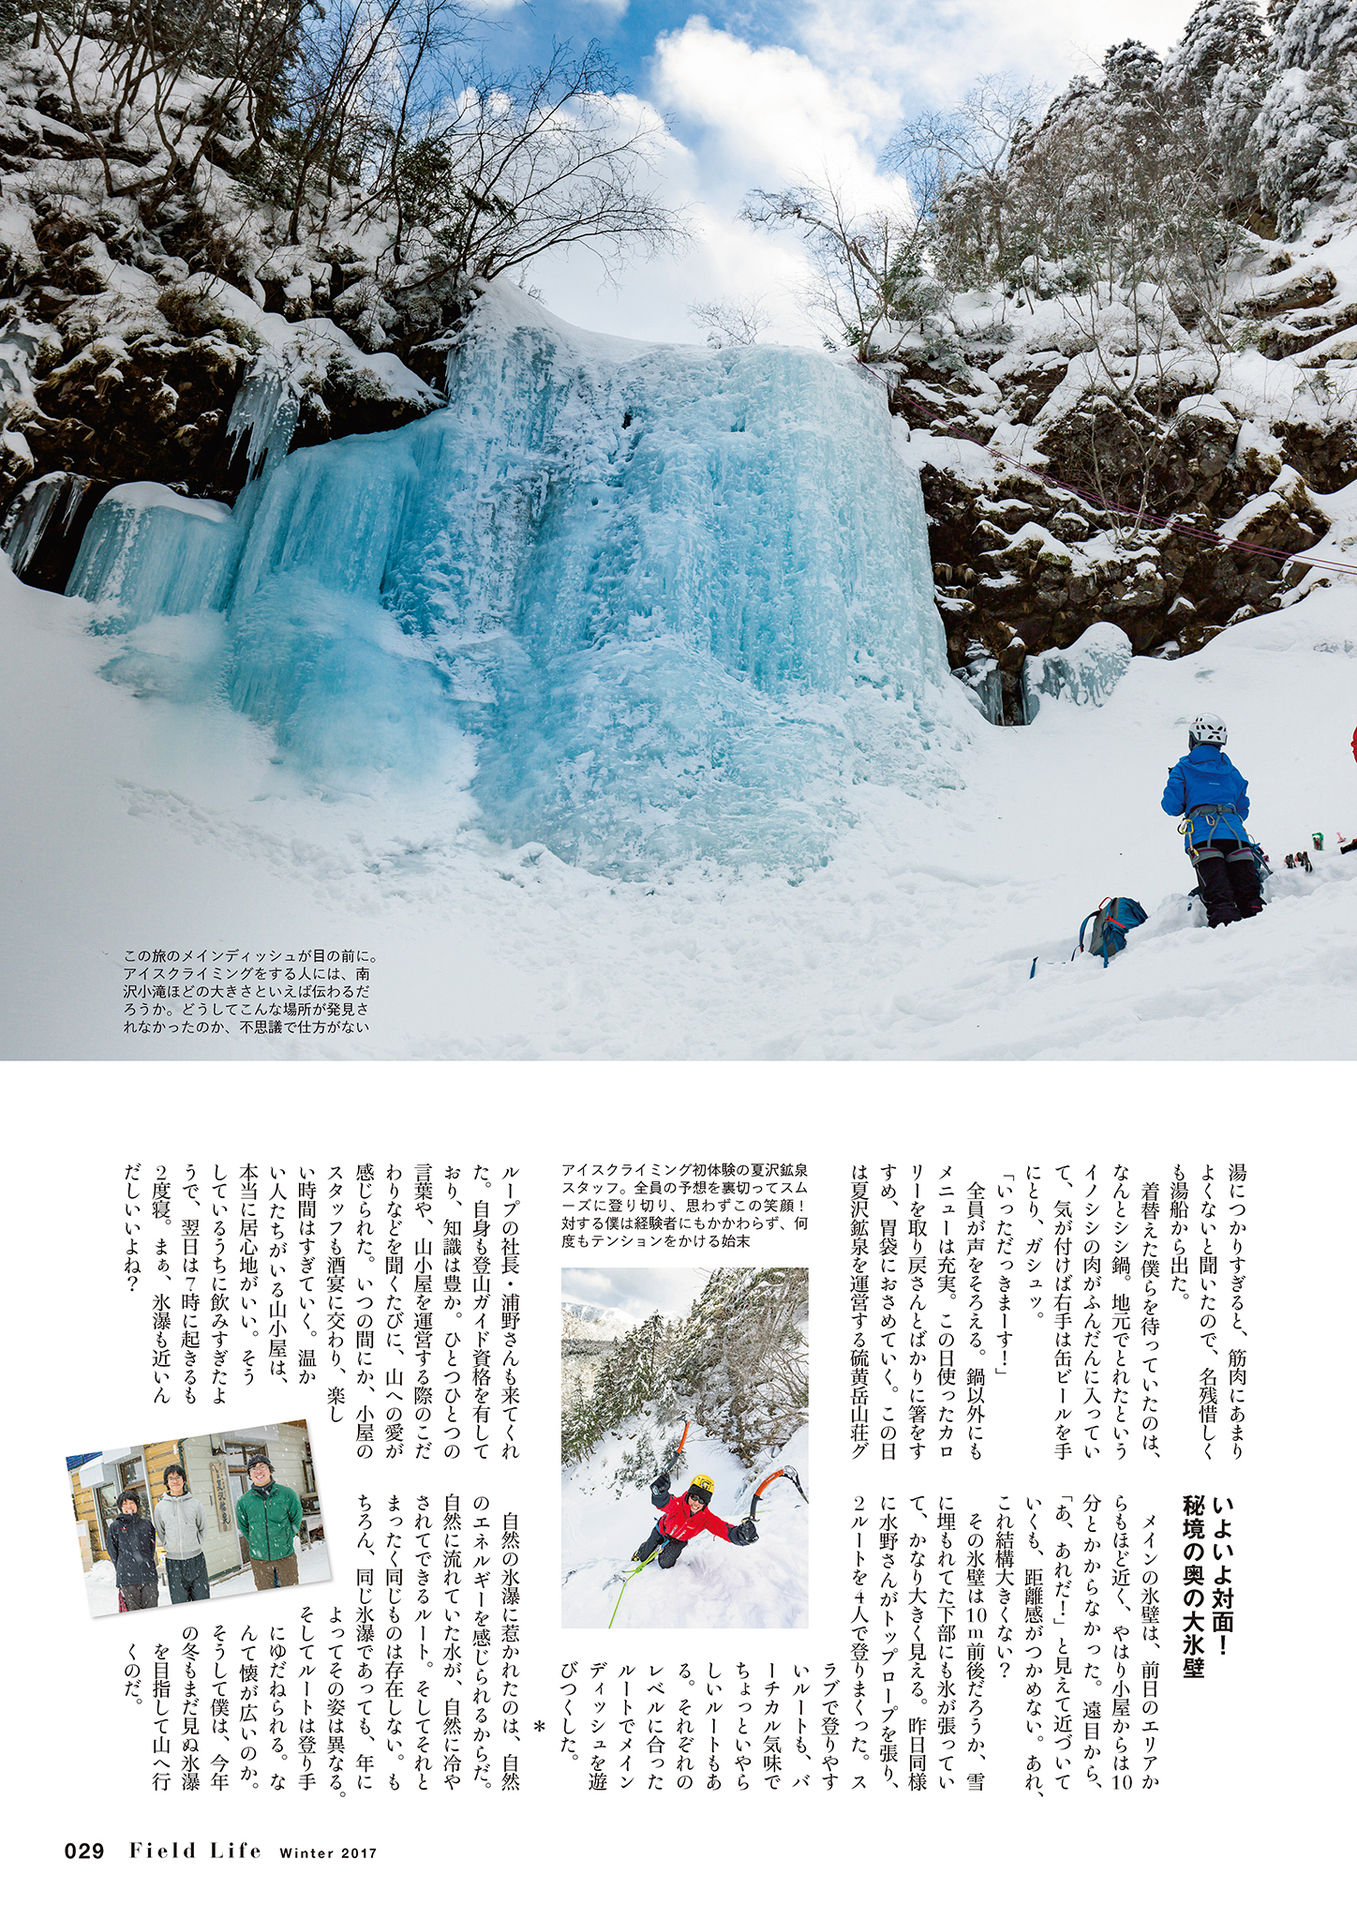 この旅のメインディッシュが目の前に。
アイスクライミングをする人には、南
沢小滝ほどの大きさといえば伝わるだ
ろうか。どうしてこんな場所が発見さ
れなかったのか、不思議で仕方がない
湯につかりすぎると、筋肉にあまり
よくないと聞いたので、名残惜しく
も湯船から出た。
着替えた僕らを待っていたのは、
なんとシシ鍋。地元でとれたという
イノシシの肉がふんだんに入ってい
て、気が付けば右手は缶ビールを手
にとり、ガシュッ。
「いっただっきまーす！」
全員が声をそろえる。鍋以外にも
メニューは充実。この日使ったカロ
リーを取り戻さんとばかりに箸をす
すめ、胃袋におさめていく。この日
は夏沢鉱泉を運営する硫黄岳山荘グ
アイスクライミング初体験の夏沢鉱泉
スタッフ。全員の予想を裏切ってスム
ーズに登り切り、思わずこの笑顔！
対する僕は経験者にもかかわらず、何
度もテンションをかける始末
ループの社長・浦野さんも来てくれ
た。自身も登山ガイド資格を有して
おり、知識は豊か。ひとつひとつの
言葉や、山小屋を運営する際のこだ
わりなどを聞くたびに、山への愛が
感じられた。いつの間にか、小屋の
スタッフも酒宴に交わり、楽し
い時間はすぎていく。温か
い人たちがいる山小屋は、
本当に居心地がいい。そう
しているうちに飲みすぎたよ
うで、翌日は7時に起きるも
2度寝。まぁ、氷瀑も近いん
だしいいよね？
いよいよ対面！
秘境の奥の大氷壁
メインの氷壁は、前日のエリアか
らもほど近く、やはり小屋からは10
分とかからなかった。遠目から、
「あ、あれだ！」と見えて近づいて
いくも、距離感がつかめない。あれ、
これ結構大きくない？
その氷壁は10m前後だろうか、雪
に埋もれてた下部にも氷が張ってい
て、かなり大きく見える。昨日同様
に水野さんがトップロープを張り、
2ルートを4人で登りまくった。ス
ラブで登りやす
いルートも、バ
ーチカル気味で
ちょっといやら
しいルートもあ
る。それぞれの
レベルに合った
ルートでメイン
ディッシュを遊
びつくした。
＊
自然の氷瀑に惹かれたのは、自然
のエネルギーを感じられるからだ。
自然に流れていた水が、自然に冷や
されてできるルート。そしてそれと
まったく同じものは存在しない。も
ちろん、同じ氷瀑であっても、年に
よってその姿は異なる。
そしてルートは登り手
にゆだねられる。な
んて懐が広いのか。
そうして僕は、今年
の冬もまだ見ぬ氷瀑
を目指して山へ行
くのだ。
029 Field Life Winter 2017